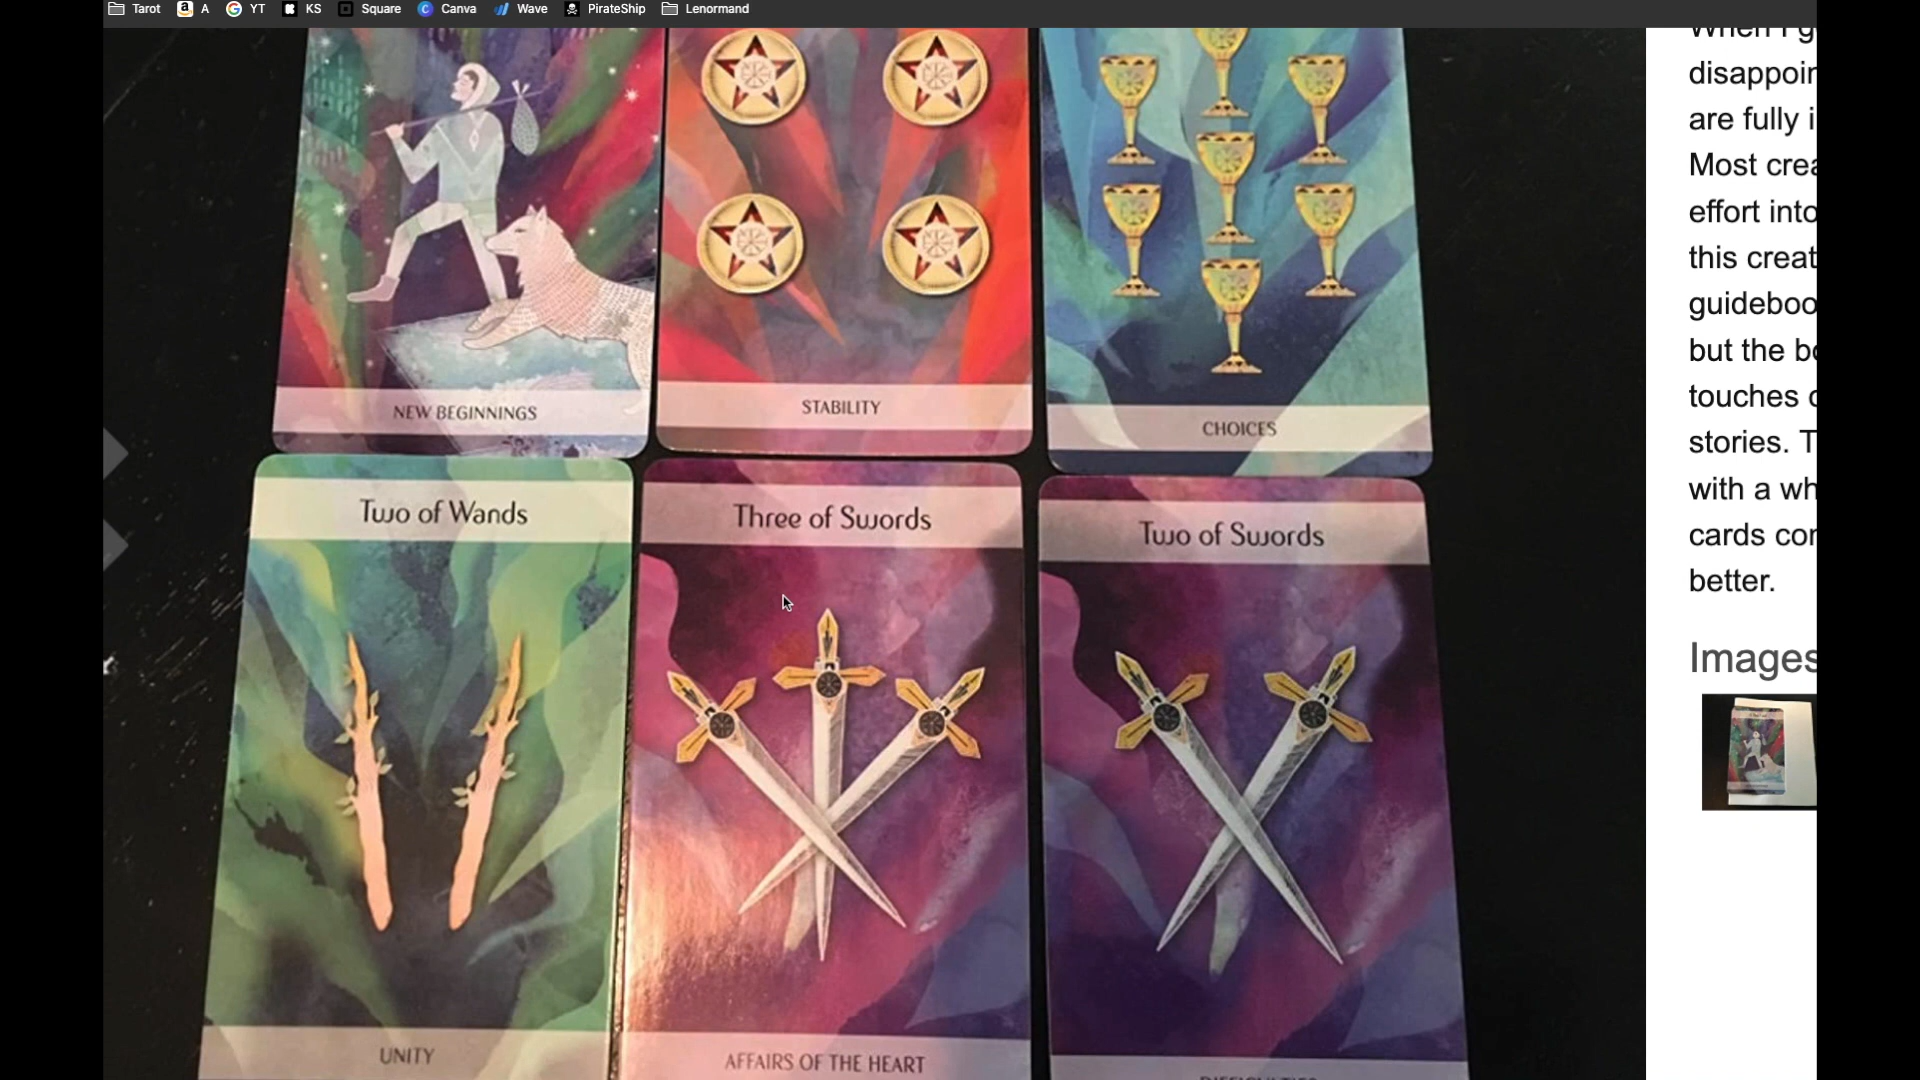 Tarot A YT KS Square Canva Wave PirateShip Lenormand
NEW BEGINNINGS
STABILITY
CHOICES
Two of Wands
Three of Swords
Two of Swords
UNITY
AFFAIRS OF THE HEART
When I g
disappoin
are fully i
Most crea
effort into
this creat
guideboo
but the bo
touches o
stories. T
with a wh
cards con
better.
Images